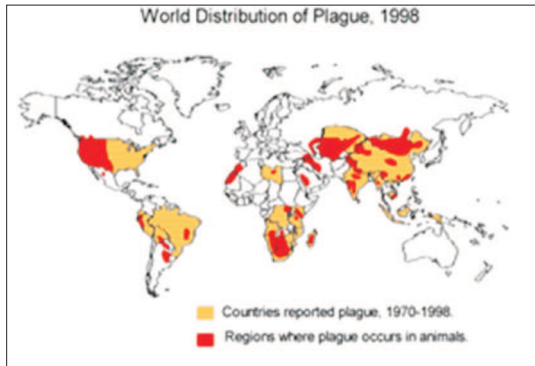 World Distribution of Plague, 1998
Countries reported plague, 1970-1998.
Regions where plague occurs in animals.